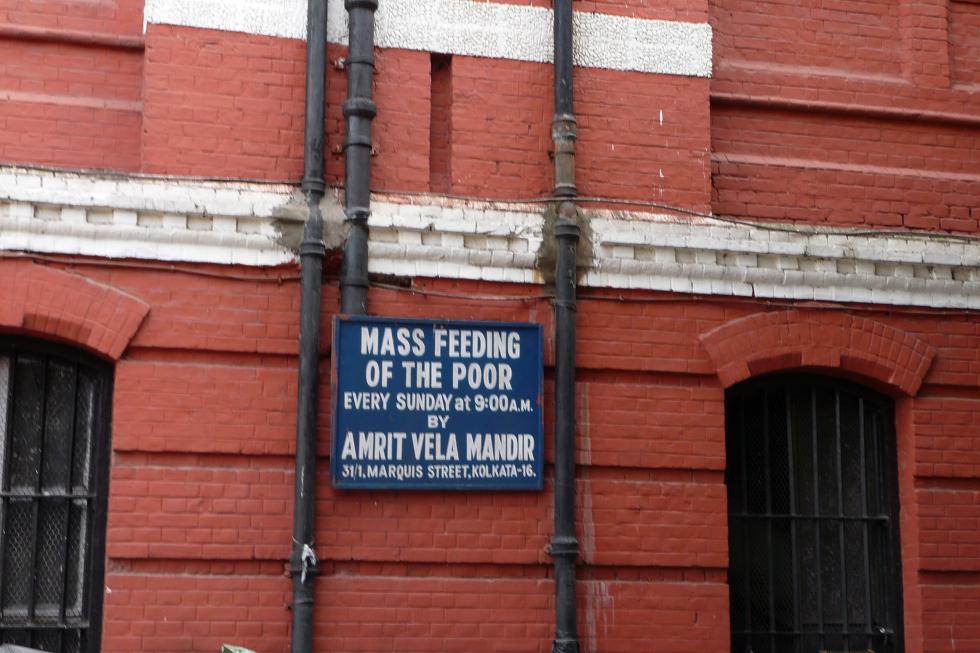 MASS FEEDING
OF THE POOR
EVERY SUNDAY at 9:00A.M.
BY
AMRIT VELA MANDIR
31/1, MARQUIS STREET, KOLKATA-16.